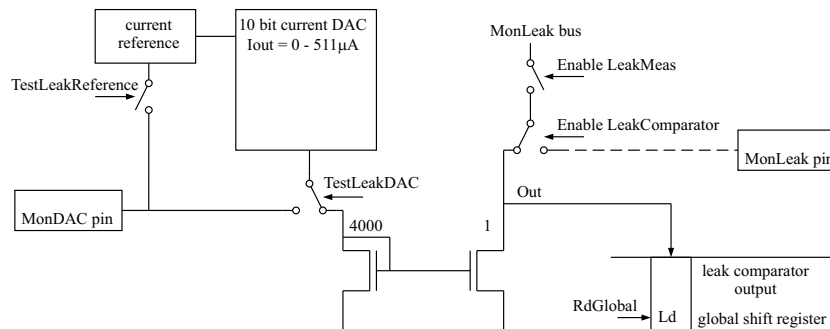 current
reference
10 bit current DAC
Iout = 0 - 511µA
MonLeak bus
Enable LeakMeas
TestLeakReference
Enable LeakComparator
MonLeak pin
TestLeakDAC
Out
MonDAC pin
4000
1
leak comparator
output
RdGlobal
Ld
global shift register